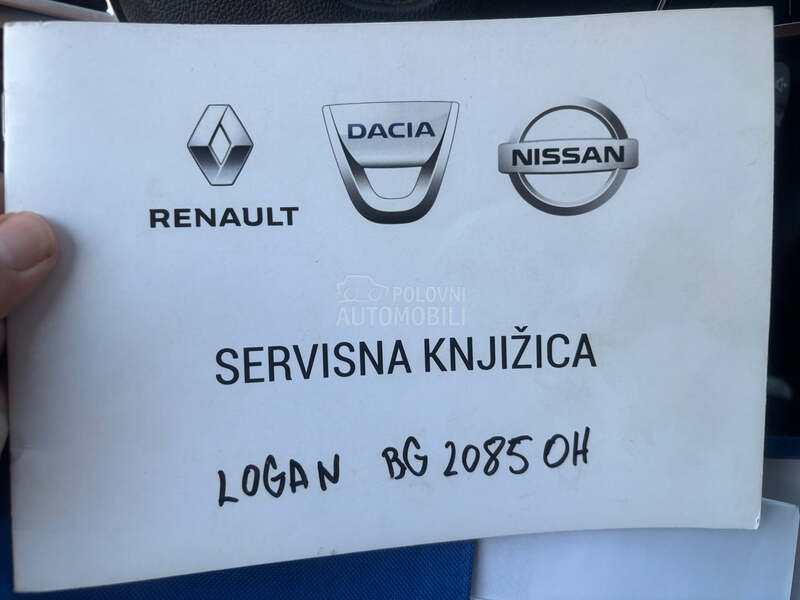 RENAULT
DACIA
NISSAN
POLOVNI
AUTOMOBILI
SERVISNA KNJIŽICA
LOGAN BG 2085 OH